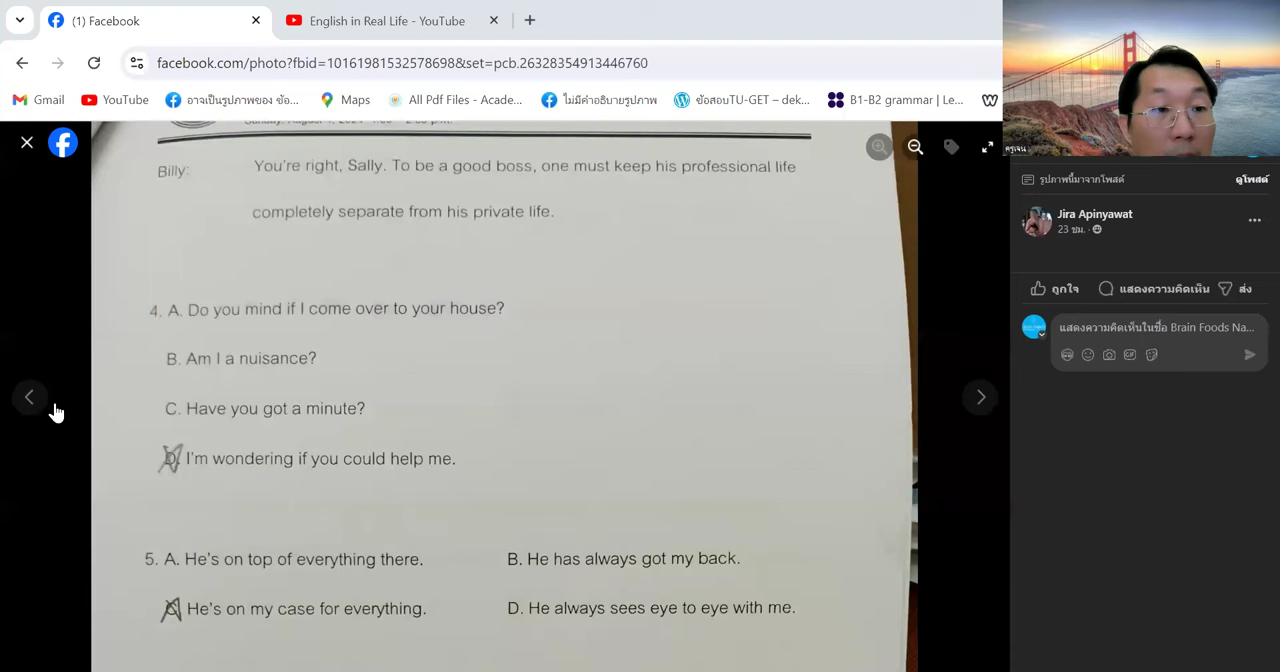 (1) Facebook
English in Real Life - YouTube
facebook.com/photo?fbid=10161981532578698&set=pcb.26328354913446760
Gmail
YouTube
อาจเป็นรูปภาพของ ข้อ...
Maps
All Pdf Files - Acade...
ไม่มีคำอธิบายรูปภาพ
ข้อสอบTU-GET – dek...
B1-B2 grammar | Le...
ครูเจน
Billy: You're right, Sally. To be a good boss, one must keep his professional life
completely separate from his private life.
4. A. Do you mind if I come over to your house?
B. Am I a nuisance?
C. Have you got a minute?
D. I'm wondering if you could help me.
5. A. He's on top of everything there. B. He has always got my back.
C. He's on my case for everything. D. He always sees eye to eye with me.
รูปภาพนี้มาจากโพสต์
ดูโพสต์
Jira Apinyawat
23 ชม.
ถูกใจ
แสดงความคิดเห็น
ส่ง
แสดงความคิดเห็นในชื่อ Brain Foods Na...